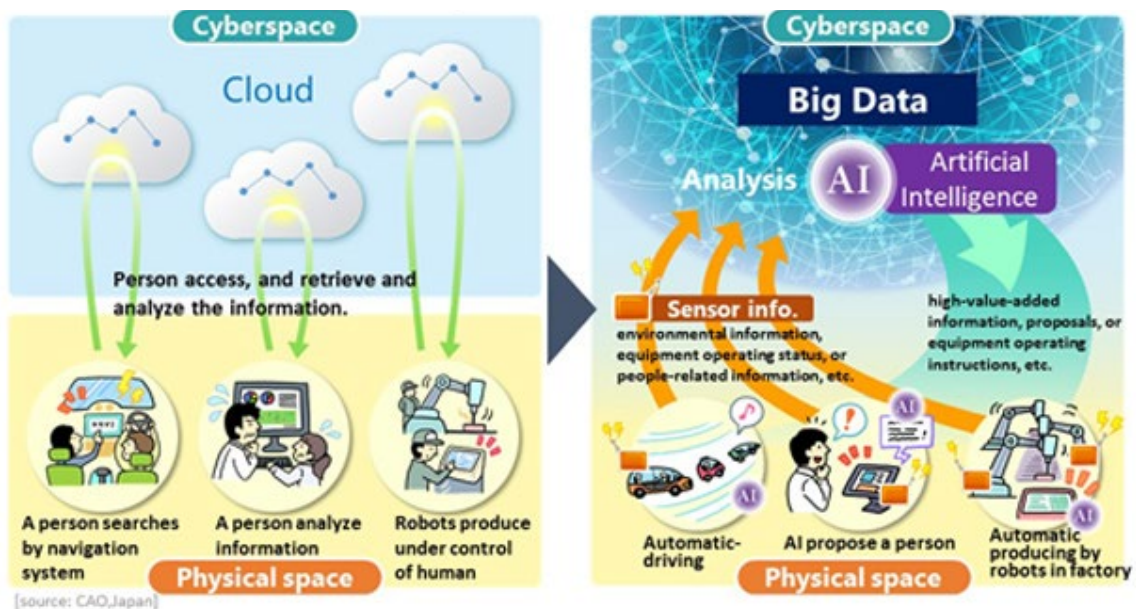 Cyberspace
Cloud
Person access, and retrieve and
analyze the information.
A person searches
by navigation
system
A person analyze
information
Robots produce
under control
of human
Physical space
[source: CAO,Japan]
Cyberspace
Big Data
Analysis
AI
Artificial
Intelligence
Sensor info.
environmental information,
equipment operating status, or
people-related information, etc.
high-value-added
information, proposals, or
equipment operating
instructions, etc.
AI
AI
AI
Automatic-
driving
AI propose a person
Automatic
producing by
robots in factory
Physical space